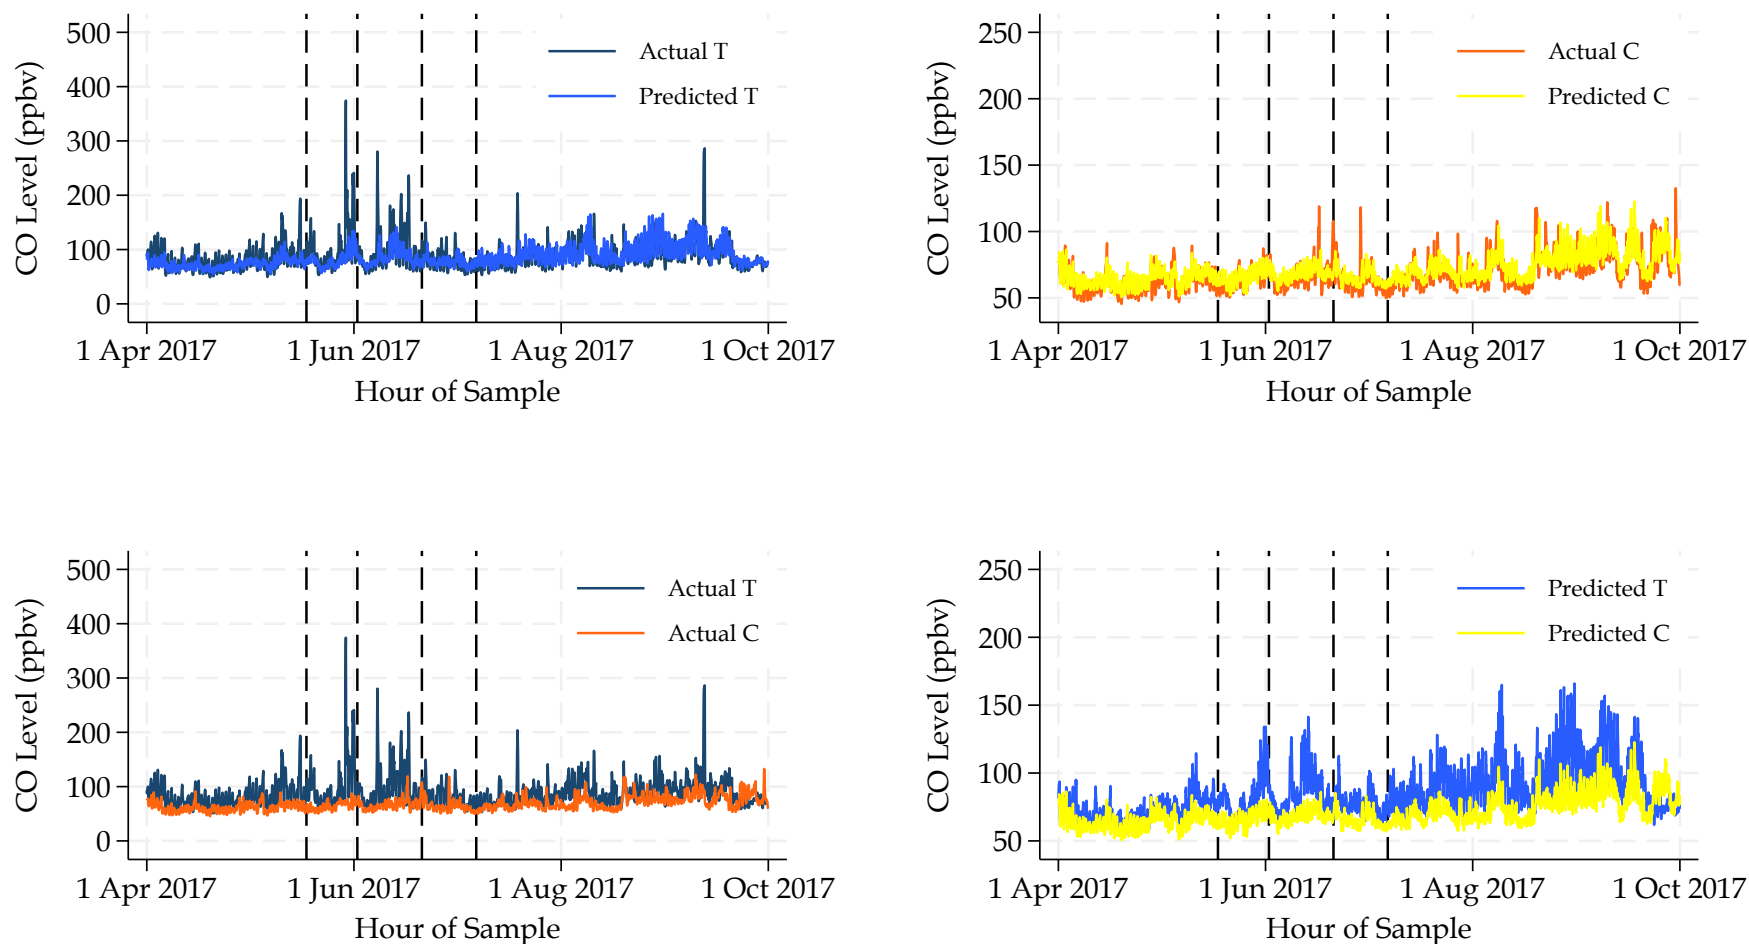 500
400
300
200
100
0
CO Level (ppbv)
Actual T
Predicted T
1 Apr 2017
1 Jun 2017
1 Aug 2017
1 Oct 2017
Hour of Sample
250
200
150
100
50
CO Level (ppbv)
Actual C
Predicted C
1 Apr 2017
1 Jun 2017
1 Aug 2017
1 Oct 2017
Hour of Sample
500
400
300
200
100
0
CO Level (ppbv)
Actual T
Actual C
1 Apr 2017
1 Jun 2017
1 Aug 2017
1 Oct 2017
Hour of Sample
250
200
150
100
50
CO Level (ppbv)
Predicted T
Predicted C
1 Apr 2017
1 Jun 2017
1 Aug 2017
1 Oct 2017
Hour of Sample